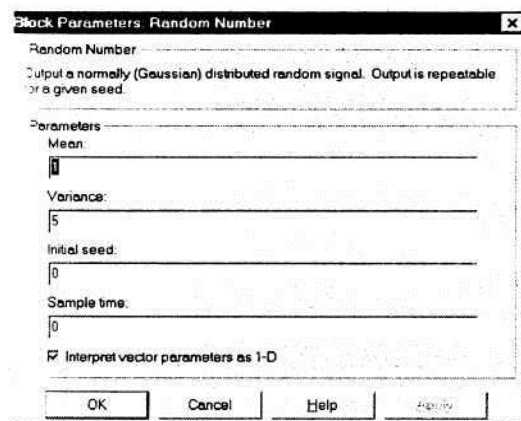 Block Parameters: Random Number
Random Number
Output a normally (Gaussian) distributed random signal. Output is repeatable
for a given seed.
Parameters
Mean:
1
Variance:
5
Initial seed:
0
Sample time:
0
Interpret vector parameters as 1-D
OK
Cancel
Help
Apply